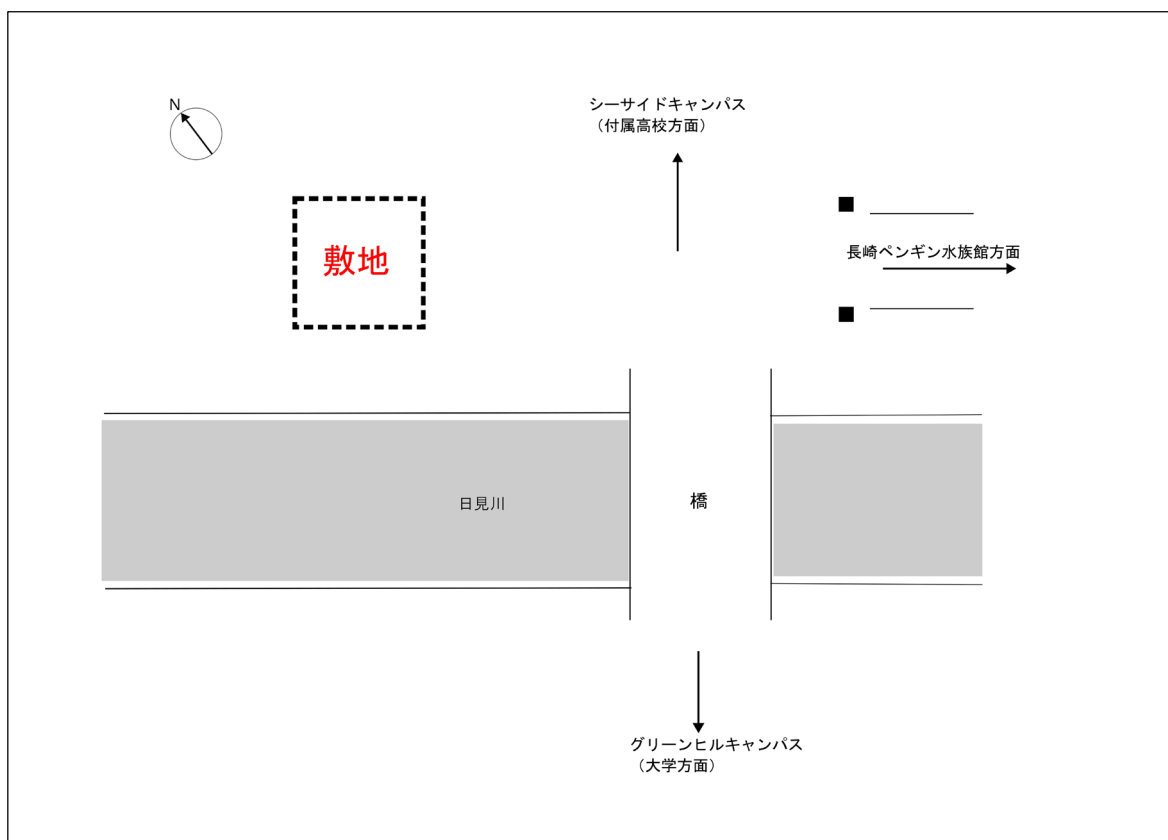 N
シーサイドキャンパス
（付属高校方面）
敷地
長崎ペンギン水族館方面
日見川
橋
グリーンヒルキャンパス
（大学方面）